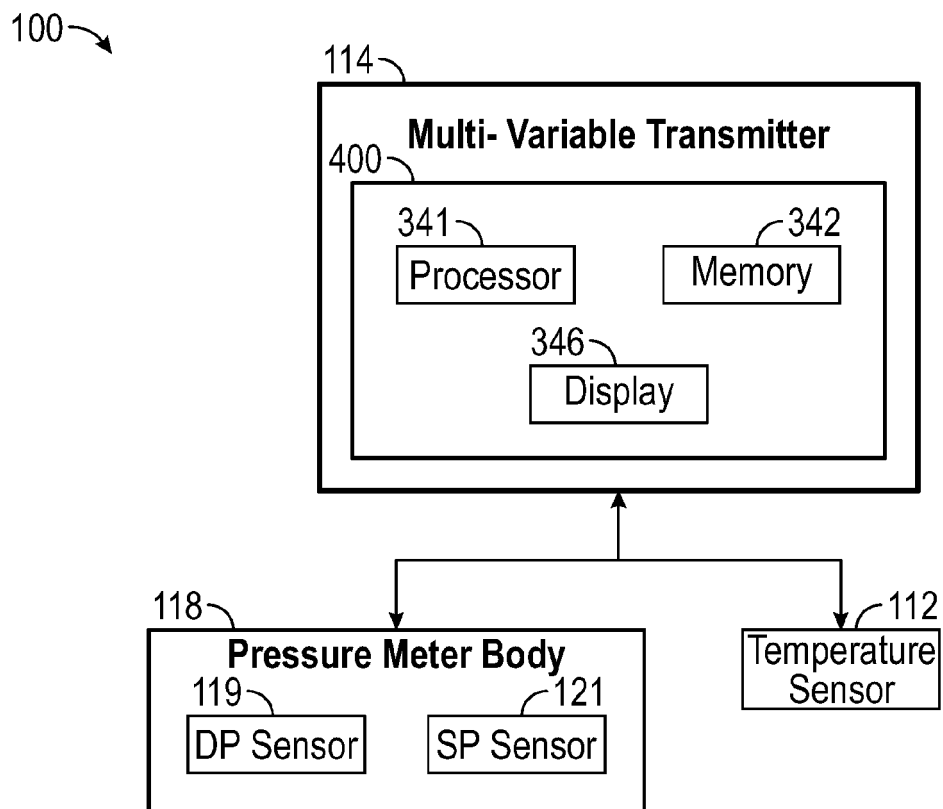 100
114
Multi- Variable Transmitter
400
341
342
Processor
Memory
346
Display
118
112
Pressure Meter Body
Temperature
Sensor
119
121
DP Sensor
SP Sensor